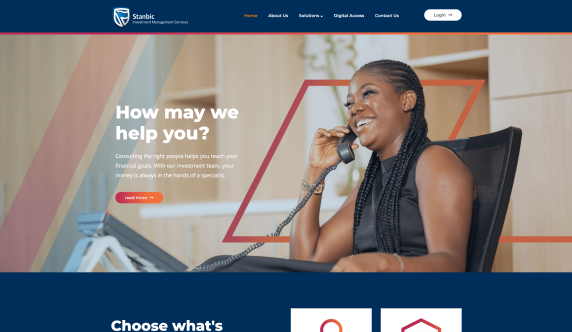 Stanbic
Investment Management Services
Home
About Us
Solutions
Digital Access
Contact Us
Login →
How may we
help you?
Consulting the right people helps you reach your
financial goals. With our investment team, your
money is always in the hands of a specialist.
read more →
Choose what's